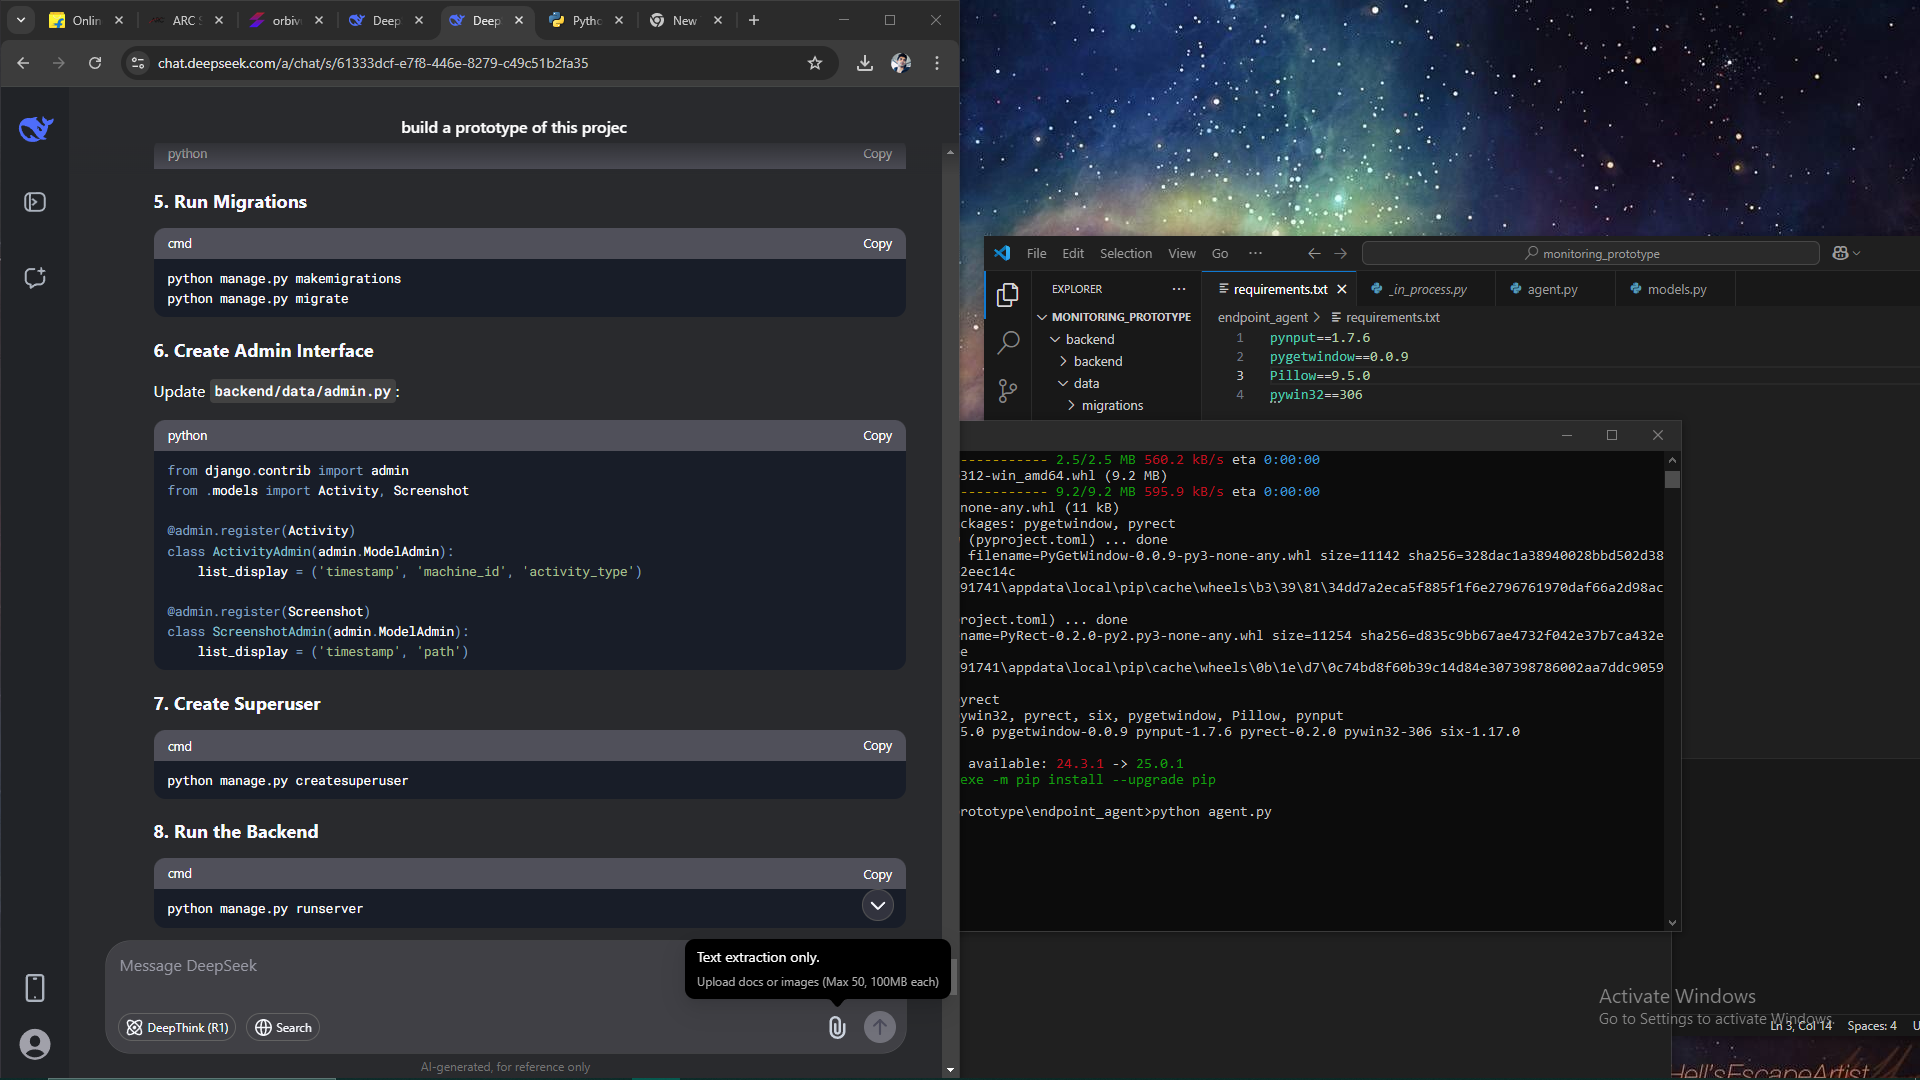 Onlin
ARC S
orbiv
Deep
Deep
Pytho
New
chat.deepseek.com/a/chat/s/61333dcf-e7f8-446e-8279-c49c51b2fa35
build a prototype of this projec
python
Copy
5. Run Migrations
cmd
Copy
python manage.py makemigrations
python manage.py migrate
6. Create Admin Interface
Update backend/data/admin.py:
python
Copy
from django.contrib import admin
from .models import Activity, Screenshot
@admin.register(Activity)
class ActivityAdmin(admin.ModelAdmin):
list_display = ('timestamp', 'machine_id', 'activity_type')
@admin.register(Screenshot)
class ScreenshotAdmin(admin.ModelAdmin):
list_display = ('timestamp', 'path')
7. Create Superuser
cmd
Copy
python manage.py createsuperuser
8. Run the Backend
cmd
Copy
python manage.py runserver
Message DeepSeek
Text extraction only.
Upload docs or images (Max 50, 100MB each)
DeepThink (R1)
Search
AI-generated, for reference only
File Edit Selection View Go ···
monitoring_prototype
EXPLORER ···
requirements.txt
_in_process.py
agent.py
models.py
MONITORING_PROTOTYPE
backend
backend
data
migrations
endpoint_agent > requirements.txt
1 pynput==1.7.6
2 pygetwindow==0.0.9
3 Pillow==9.5.0
4 pywin32==306
----------- 2.5/2.5 MB 560.2 kB/s eta 0:00:00
312-win_amd64.whl (9.2 MB)
----------- 9.2/9.2 MB 595.9 kB/s eta 0:00:00
none-any.whl (11 kB)
ckages: pygetwindow, pyrect
(pyproject.toml) ... done
filename=PyGetWindow-0.0.9-py3-none-any.whl size=11142 sha256=328dac1a38940028bbd502d38
2eec14c
91741\appdata\local\pip\cache\wheels\b3\39\81\34dd7a2eca5f885f1f6e2796761970daf66a2d98ac
roject.toml) ... done
name=PyRect-0.2.0-py2.py3-none-any.whl size=11254 sha256=d835c9bb67ae4732f042e37b7ca432e
e
91741\appdata\local\pip\cache\wheels\0b\1e\d7\0c74bd8f60b39c14d84e307398786002aa7ddc9059
yrect
ywin32, pyrect, six, pygetwindow, Pillow, pynput
5.0 pygetwindow-0.0.9 pynput-1.7.6 pyrect-0.2.0 pywin32-306 six-1.17.0
available: 24.3.1 -> 25.0.1
exe -m pip install --upgrade pip
rototype\endpoint_agent>python agent.py
Activate Windows
Go to Settings to activate Windows.
Ln 3, Col 14 Spaces: 4 U
Hell'sEscapeArtist